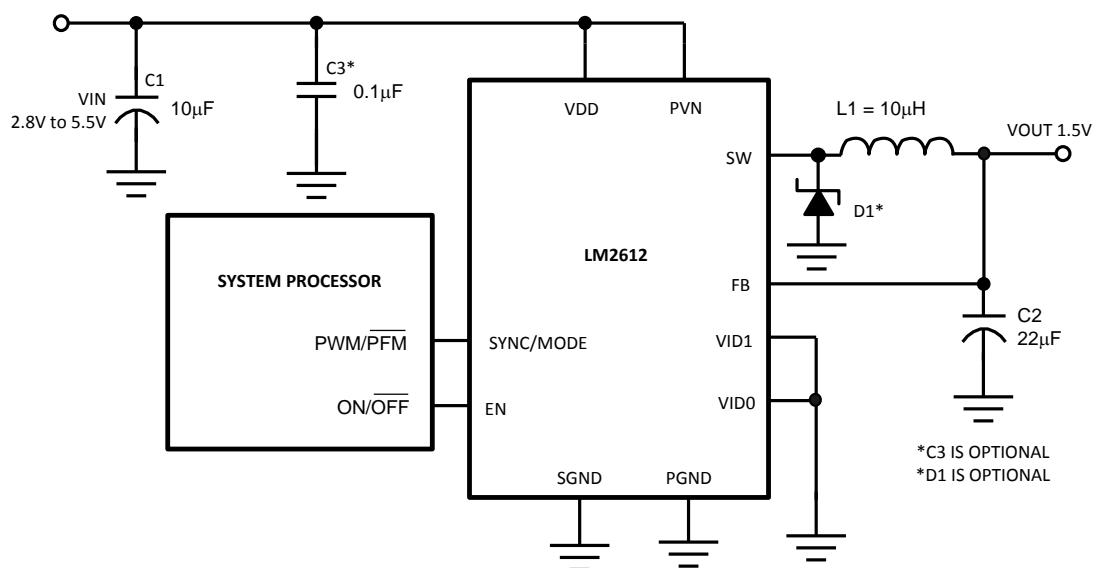 C1
VIN
10µF
2.8V to 5.5V
C3*
0.1µF
VDD
PVN
L1 = 10µH
VOUT 1.5V
SW
D1*
LM2612
SYSTEM PROCESSOR
FB
C2
22µF
PWM/PFM
SYNC/MODE
VID1
ON/OFF
EN
VID0
*C3 IS OPTIONAL
*D1 IS OPTIONAL
SGND
PGND